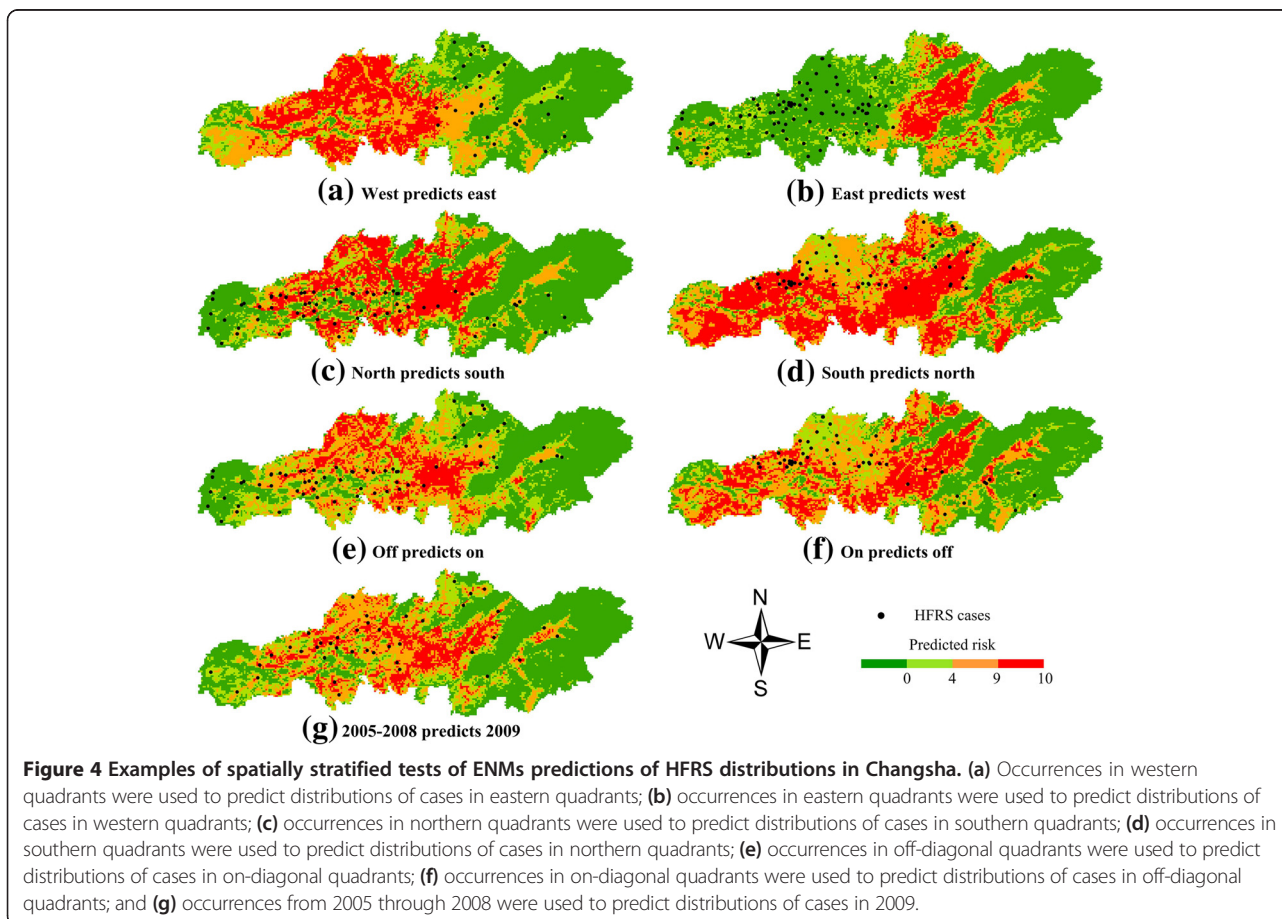 (a) West predicts east
(b) East predicts west
(c) North predicts south
(d) South predicts north
(e) Off predicts on
(f) On predicts off
(g) 2005-2008 predicts 2009
N
W E
S
HFRS cases
Predicted risk
0 4 9 10
Figure 4 Examples of spatially stratified tests of ENMs predictions of HFRS distributions in Changsha. (a) Occurrences in western
quadrants were used to predict distributions of cases in eastern quadrants; (b) occurrences in eastern quadrants were used to predict distributions of
cases in western quadrants; (c) occurrences in northern quadrants were used to predict distributions of cases in southern quadrants; (d) occurrences in
southern quadrants were used to predict distributions of cases in northern quadrants; (e) occurrences in off-diagonal quadrants were used to predict
distributions of cases in on-diagonal quadrants; (f) occurrences in on-diagonal quadrants were used to predict distributions of cases in off-diagonal
quadrants; and (g) occurrences from 2005 through 2008 were used to predict distributions of cases in 2009.